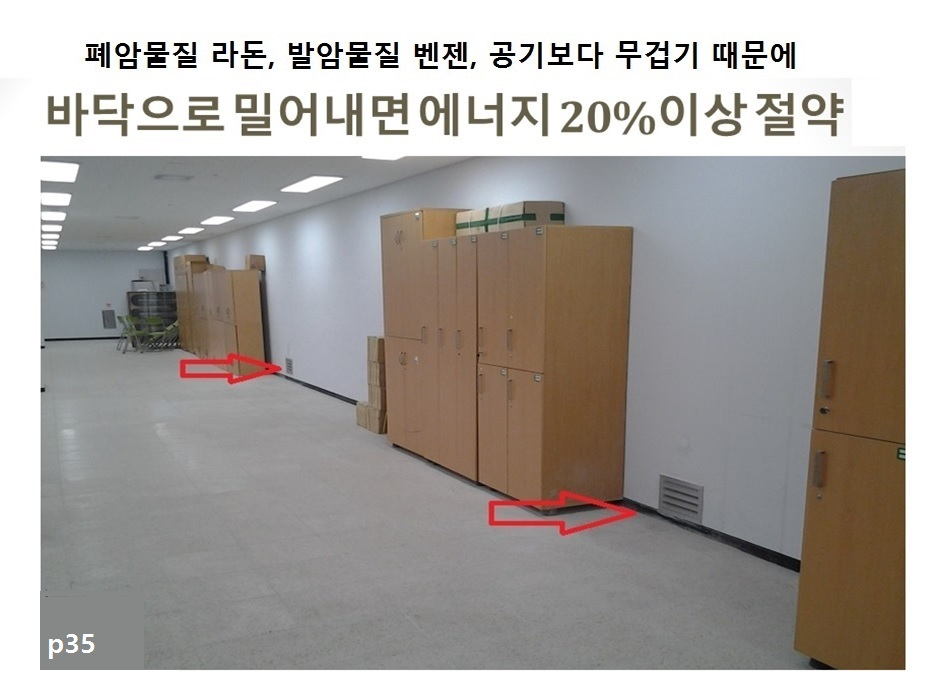 폐암물질 라돈, 발암물질 벤젠, 공기보다 무겁기 때문에
바닥으로 밀어내면 에너지 20%이상 절약
p35